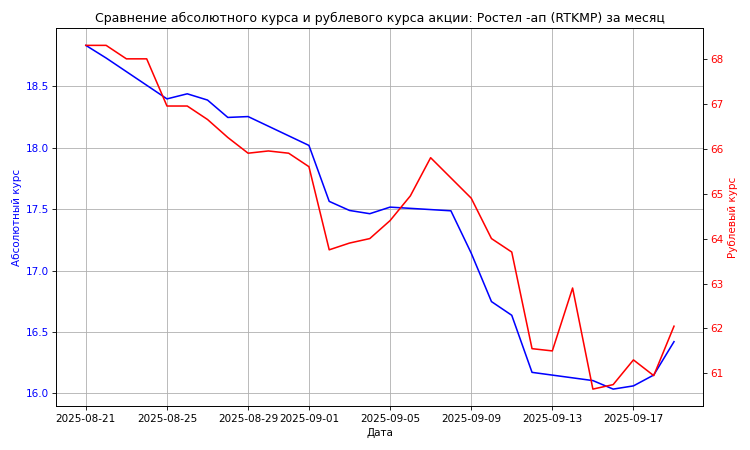 Сравнение абсолютного курса и рублевого курса акции: Ростел -ап (RTKMP) за месяц
18.5
18.0
17.5
17.0
16.5
16.0
Абсолютный курс
68
67
66
65
64
63
62
61
Рублевый курс
2025-08-21 2025-08-25 2025-08-29 2025-09-01 2025-09-05 2025-09-09 2025-09-13 2025-09-17
Дата